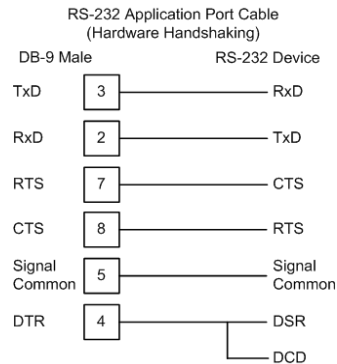 RS-232 Application Port Cable
(Hardware Handshaking)
DB-9 Male RS-232 Device
TxD 3 RxD
RxD 2 TxD
RTS 7 CTS
CTS 8 RTS
Signal Common 5 Signal Common
DTR 4 DSR
DCD